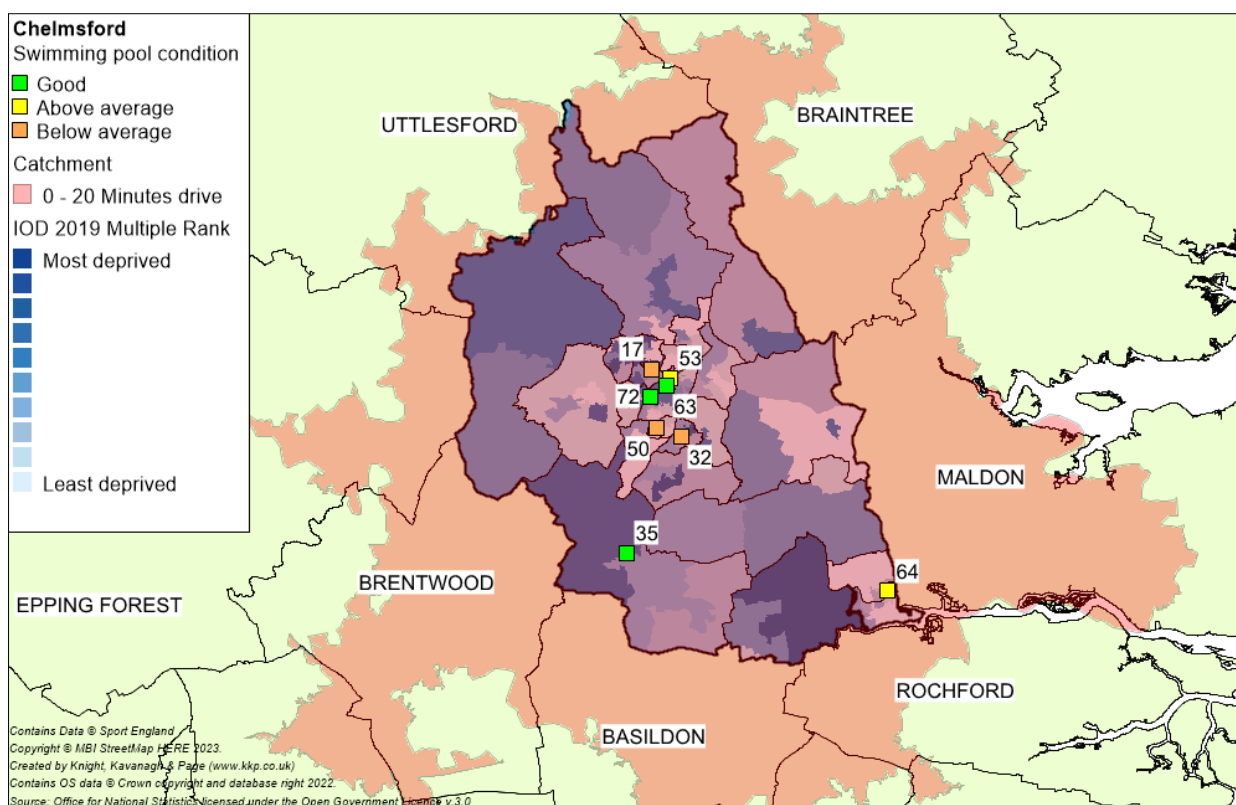 Chelmsford
Swimming pool condition
Good
Above average
Below average
Catchment
0 - 20 Minutes drive
IOD 2019 Multiple Rank
Most deprived
Least deprived
UTTLESFORD
BRAINTREE
17
53
72
63
50
32
MALDON
35
BRENTWOOD
64
EPPING FOREST
ROCHFORD
BASILDON
Contains Data © Sport England
Copyright © MBI StreetMap HERE 2023.
Created by Knight, Kavanagh & Page (www.kkp.co.uk)
Contains OS data © Crown copyright and database right 2022.
Source: Office for National Statistics licensed under the Open Government Licence v.3.0